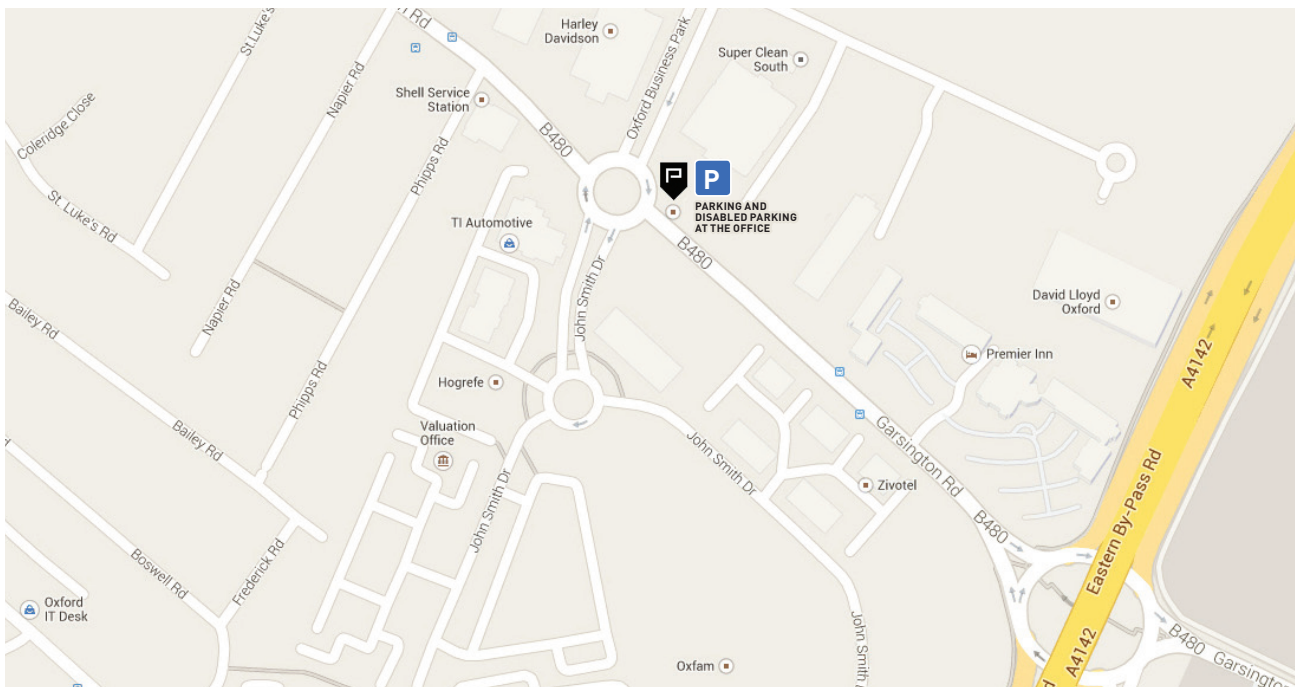 n Rd
Harley
Davidson
Oxford Business Park
Super Clean
South
St.Luke's Rd
Napier Rd
Shell Service
Station
Coleridge Close
Phipps Rd
B480
P
PARKING AND
DISABLED PARKING
AT THE OFFICE
St. Luke's Rd
TI Automotive
B480
John Smith Dr
Napier Rd
Bailey Rd
David Lloyd
Oxford
A4142
Premier Inn
Phipps Rd
Hogrefe
Valuation
Office
Bailey Rd
John Smith Dr
Garsington Rd
Zivotel
John Smith Dr
B480
Eastern By-Pass Rd
Boswell Rd
Frederick Rd
Oxford
IT Desk
John Smith
A4142
B480
Garsington
Oxfam
d